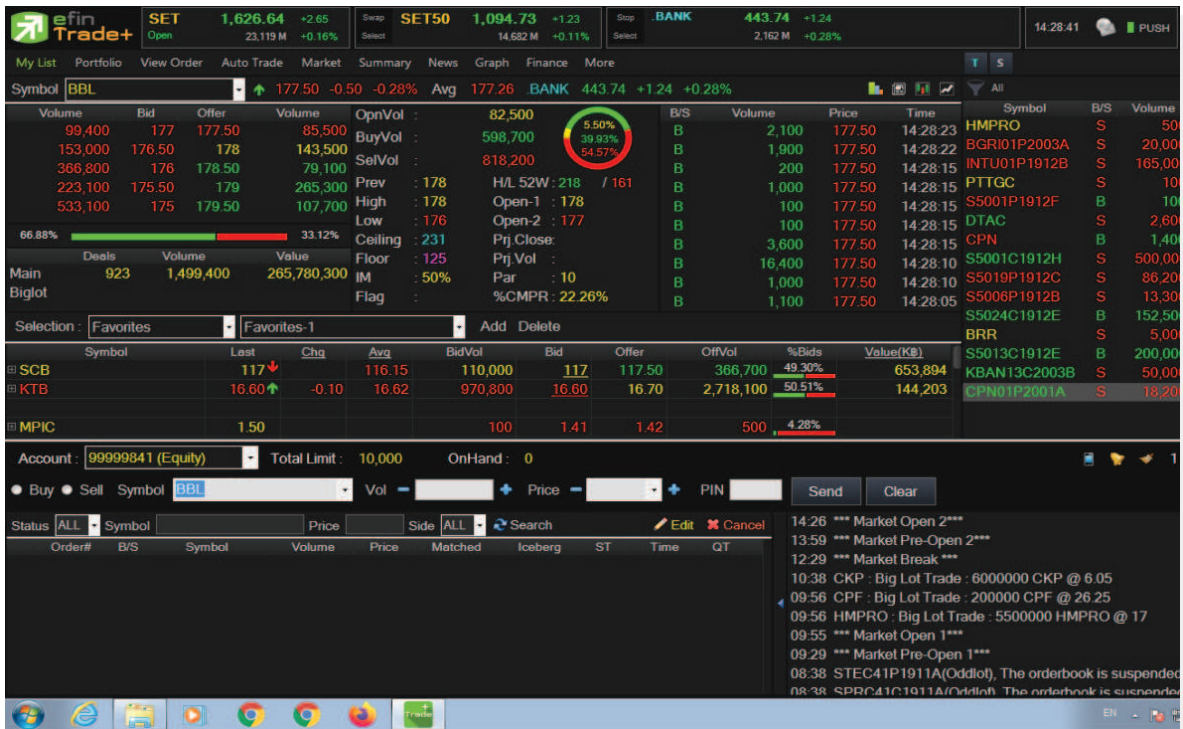 efin Trade+ SET 1,626.64 +2.65 Swap SET50 1,094.73 +1.23 Stop .BANK 443.74 +1.24
Open 23,119 M +0.16% Select 14,682 M +0.11% Select 2,162 M +0.28% 14:28:41 PUSH
My List Portfolio View Order Auto Trade Market Summary News Graph Finance More T S
Symbol BBL 177.50 -0.50 -0.28% Avg 177.26 .BANK 443.74 +1.24 +0.28% All
Volume Bid Offer Volume
99,400 177 177.50 85,500
153,000 176.50 178 143,500
366,800 176 178.50 79,100
223,100 175.50 179 265,300
533,100 175 179.50 107,700
66.88% 33.12%
Deals Volume Value
Main 923 1,499,400 265,780,300
Biglot
OpnVol : 82,500
BuyVol : 598,700
SelVol : 818,200
5.50%
39.93%
54.57%
Prev : 178 H/L 52W : 218 / 161
High : 178 Open-1 : 178
Low : 176 Open-2 : 177
Ceiling : 231 Prj.Close:
Floor : 125 Prj.Vol :
IM : 50% Par : 10
Flag : %CMPR : 22.26%
B/S Volume Price Time
B 2,100 177.50 14:28:23
B 1,900 177.50 14:28:22
B 200 177.50 14:28:15
B 1,000 177.50 14:28:15
B 100 177.50 14:28:15
B 100 177.50 14:28:15
B 3,600 177.50 14:28:15
B 16,400 177.50 14:28:10
B 1,000 177.50 14:28:10
B 1,100 177.50 14:28:05
Symbol B/S Volume
HMPRO S 50
BGRI01P2003A S 20,00
INTU01P1912B S 165,00
PTTGC S 10
S5001P1912F B 10
DTAC S 2,60
CPN B 1,40
S5001C1912H S 500,00
S5019P1912C S 86,20
S5006P1912B S 13,30
S5024C1912E B 152,50
BRR S 5,00
S5013C1912E B 200,00
KBAN13C2003B S 50,00
CPN01P2001A S 18,20
Selection : Favorites Favorites-1 Add Delete
Symbol Last Chg Avg BidVol Bid Offer OffVol %Bids Value(K฿)
SCB 117 116.15 110,000 117 117.50 366,700 49.30% 653,894
KTB 16.60 -0.10 16.62 970,800 16.60 16.70 2,718,100 50.51% 144,203
MPIC 1.50 100 1.41 1.42 500 4.28%
Account : 99999841 (Equity) Total Limit : 10,000 OnHand : 0 1
Buy Sell Symbol BBL Vol Price PIN Send Clear
Status ALL Symbol Price Side ALL Search Edit Cancel
Order# B/S Symbol Volume Price Matched Iceberg ST Time QT
14:26 *** Market Open 2***
13:59 *** Market Pre-Open 2***
12:29 *** Market Break ***
10:38 CKP : Big Lot Trade : 6000000 CKP @ 6.05
09:56 CPF : Big Lot Trade : 200000 CPF @ 26.25
09:56 HMPRO : Big Lot Trade : 5500000 HMPRO @ 17
09:55 *** Market Open 1***
09:29 *** Market Pre-Open 1***
08:38 STEC41P1911A(Oddlot), The orderbook is suspended
08:38 SPRC41C1911A(Oddlot), The orderbook is suspended
Trade EN